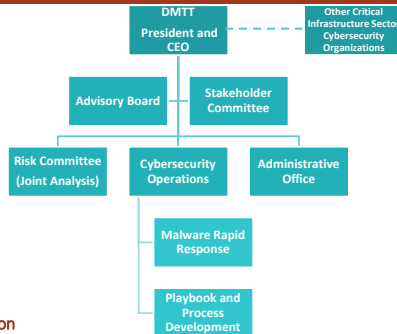 DMTT
President and
CEO
Other Critical
Infrastructure Sector
Cybersecurity
Organizations
Advisory Board
Stakeholder
Committee
Risk Committee
(Joint Analysis)
Cybersecurity
Operations
Administrative
Office
Malware Rapid
Response
Playbook and
Process
Development
on